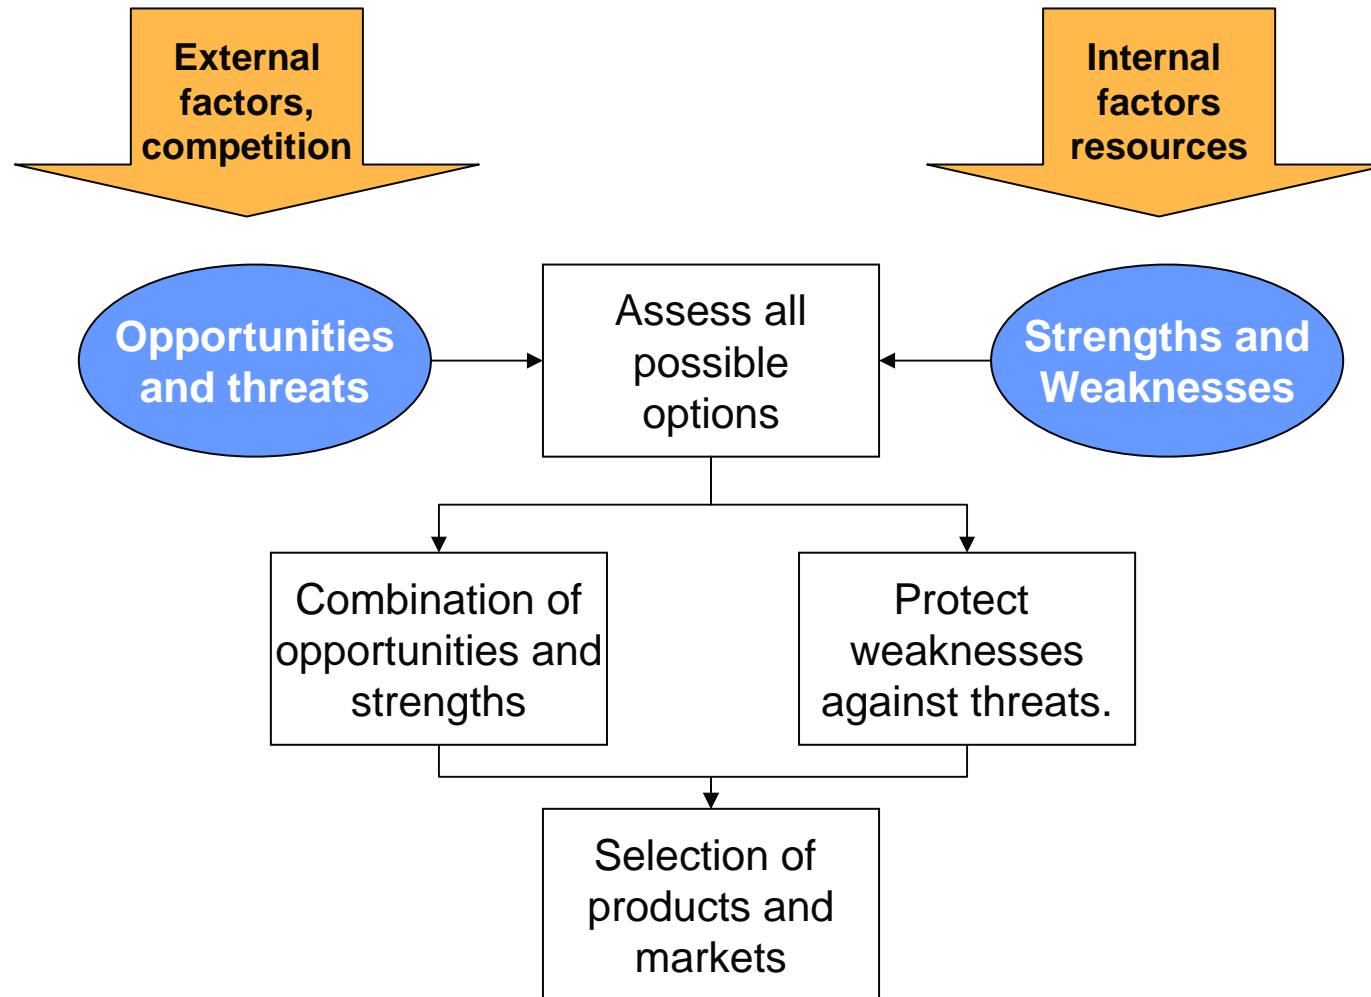 External
factors,
competition
Internal
factors
resources
Opportunities
and threats
Assess all
possible
options
Strengths and
Weaknesses
Combination of
opportunities and
strengths
Protect
weaknesses
against threats.
Selection of
products and
markets